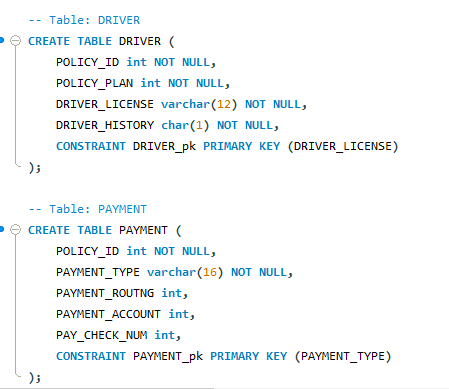 -- Table: DRIVER
CREATE TABLE DRIVER (
POLICY_ID int NOT NULL,
POLICY_PLAN int NOT NULL,
DRIVER_LICENSE varchar(12) NOT NULL,
DRIVER_HISTORY char(1) NOT NULL,
CONSTRAINT DRIVER_pk PRIMARY KEY (DRIVER_LICENSE)
);
-- Table: PAYMENT
CREATE TABLE PAYMENT (
POLICY_ID int NOT NULL,
PAYMENT_TYPE varchar(16) NOT NULL,
PAYMENT_ROUTNG int,
PAYMENT_ACCOUNT int,
PAY_CHECK_NUM int,
CONSTRAINT PAYMENT_pk PRIMARY KEY (PAYMENT_TYPE)
);